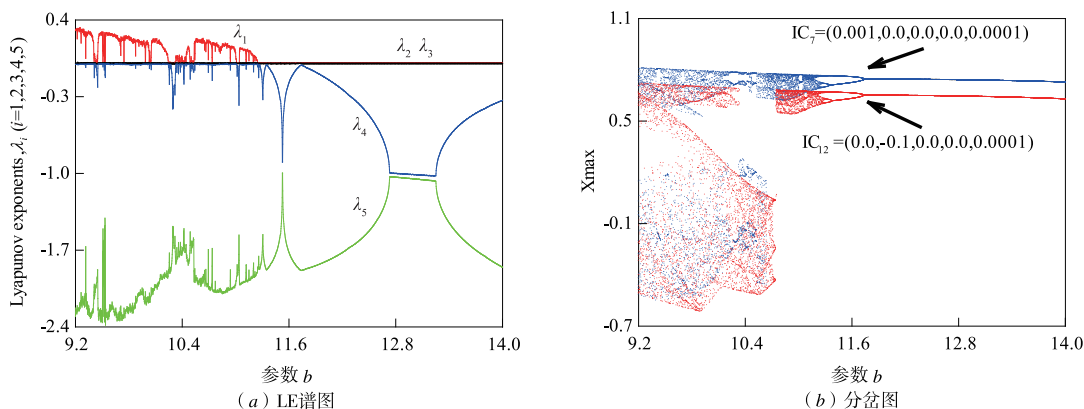 0.4
-0.3
-1.0
-1.7
-2.4
Lyapunov exponents,λi (i=1,2,3,4,5)
λ1
λ2 λ3
λ4
λ5
9.2 10.4 11.6 12.8 14.0
参数 b
(a) LE谱图
1.1
0.5
-0.1
-0.7
Xmax
IC7=(0.001,0.0,0.0,0.0,0.0001)
IC12=(0.0,-0.1,0.0,0.0,0.0001)
9.2 10.4 11.6 12.8 14.0
参数 b
(b) 分岔图